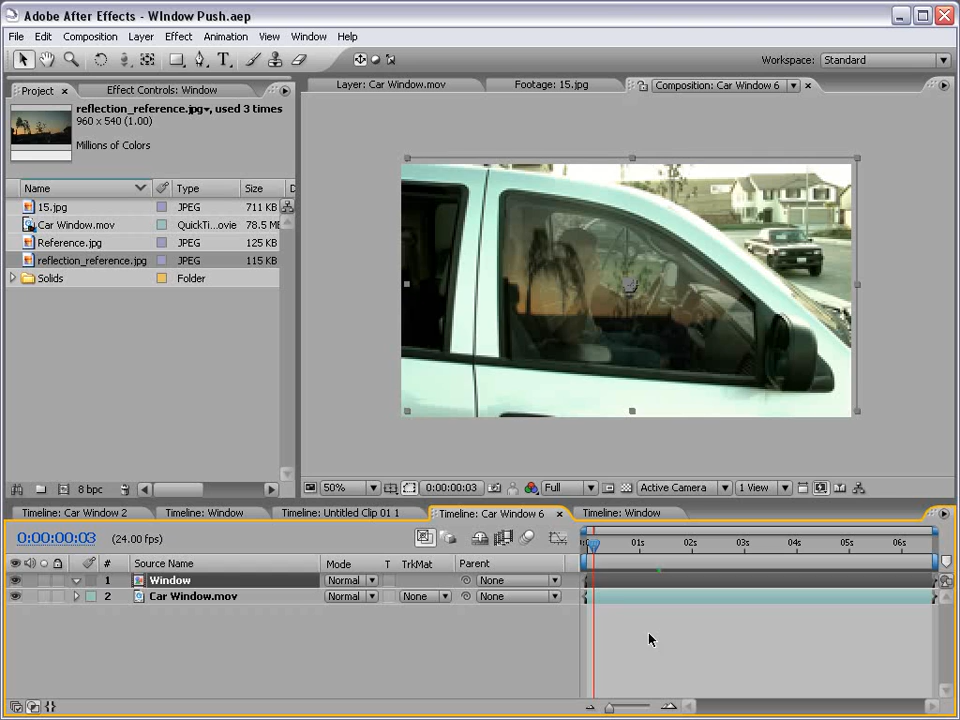 Adobe After Effects - WIndow Push.aep
File Edit Composition Layer Effect Animation View Window Help
Workspace: Standard
Project Effect Controls: Window
Layer: Car Window.mov Footage: 15.jpg Composition: Car Window 6
reflection_reference.jpg, used 3 times
960 x 540 (1.00)
Millions of Colors
Name Type Size D
15.jpg JPEG 711 KB
Car Window.mov QuickTi...ovie 78.5 ME
Reference.jpg JPEG 125 KB
reflection_reference.jpg JPEG 115 KB
Solids Folder
8 bpc
50% 0:00:00:03 Full Active Camera 1 View
Timeline: Car Window 2 Timeline: Window Timeline: Untitled Clip 01 1 Timeline: Car Window 6 Timeline: Window
0:00:00:03 (24.00 fps)
01s 02s 03s 04s 05s 06s
# Source Name Mode T TrkMat Parent
1 Window Normal None
2 Car Window.mov Normal None None